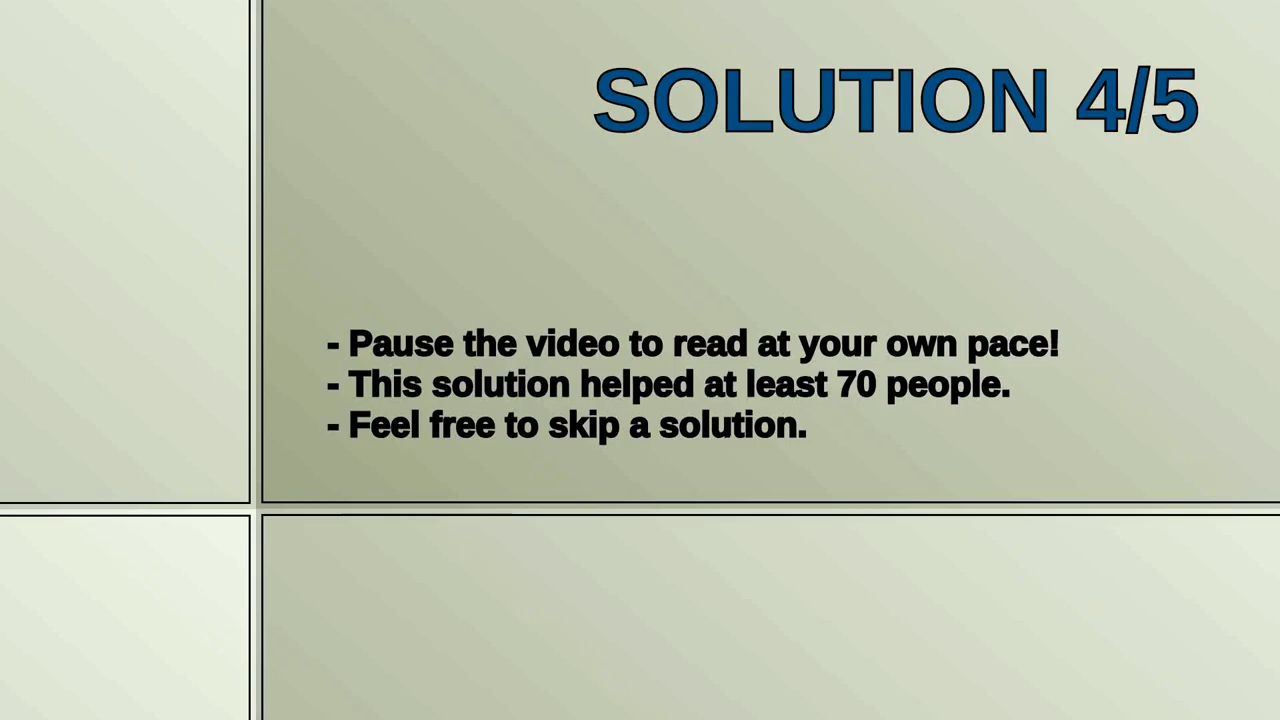 SOLUTION 4/5
- Pause the video to read at your own pace!
- This solution helped at least 70 people.
- Feel free to skip a solution.